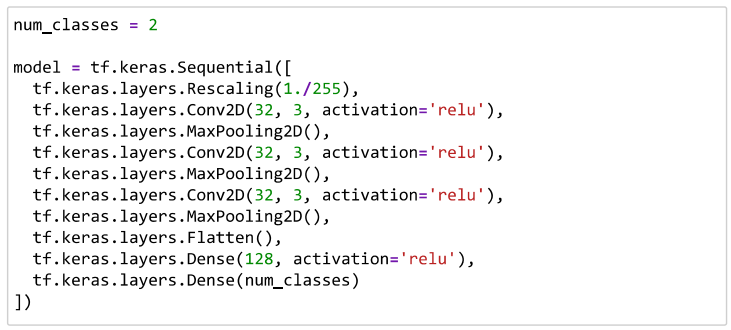 num_classes = 2

model = tf.keras.Sequential([
  tf.keras.layers.Rescaling(1./255),
  tf.keras.layers.Conv2D(32, 3, activation='relu'),
  tf.keras.layers.MaxPooling2D(),
  tf.keras.layers.Conv2D(32, 3, activation='relu'),
  tf.keras.layers.MaxPooling2D(),
  tf.keras.layers.Conv2D(32, 3, activation='relu'),
  tf.keras.layers.MaxPooling2D(),
  tf.keras.layers.Flatten(),
  tf.keras.layers.Dense(128, activation='relu'),
  tf.keras.layers.Dense(num_classes)
])